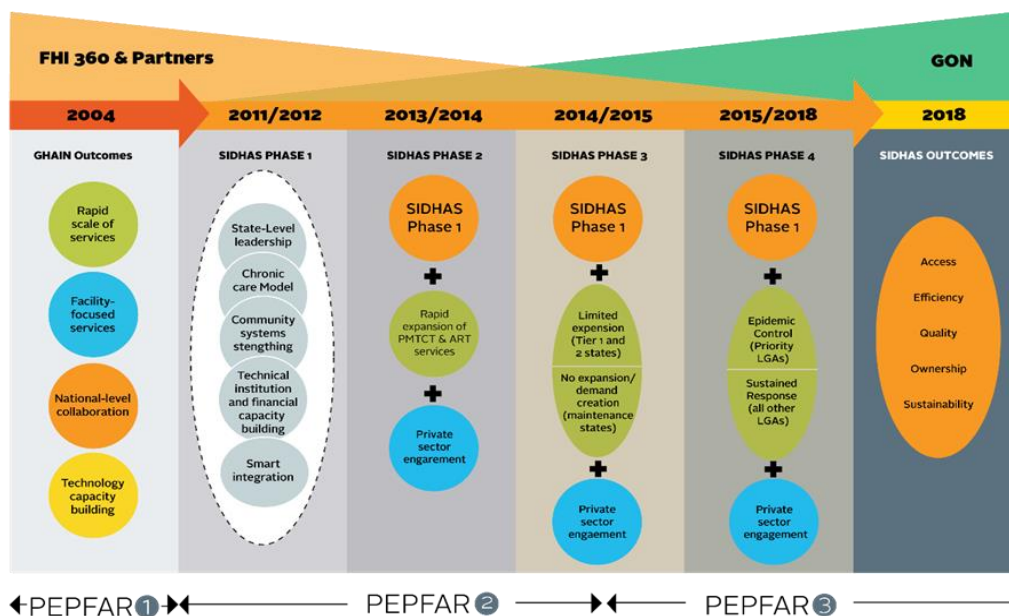 FHI 360 & Partners
GON
2004
2011/2012
2013/2014
2014/2015
2015/2018
2018
GHAIN Outcomes
Rapid
scale of
services
Facility-
focused
services
National-level
collaboration
Technology
capacity
building
SIDHAS PHASE 1
State-Level
leadership
Chronic
care Model
Community
systems
stengthing
Technical
institution
and financial
capacity
building
Smart
integration
SIDHAS PHASE 2
SIDHAS
Phase 1
+
Rapid
expansion of
PMTCT & ART
services
+
Private
sector
engarement
SIDHAS PHASE 3
SIDHAS
Phase 1
+
Limited
expension
(Tier 1 and
2 states)
No expansion/
demand
creation
(maintenance
states)
+
Private
sector
engaement
SIDHAS PHASE 4
SIDHAS
Phase 1
+
Epidemic
Control
(Priority
LGAs)
Sustained
Response
(all other
LGAs)
+
Private
sector
engagement
SIDHAS OUTCOMES
Access
Efficiency
Quality
Ownership
Sustainability
PEPFAR 1
PEPFAR 2
PEPFAR 3